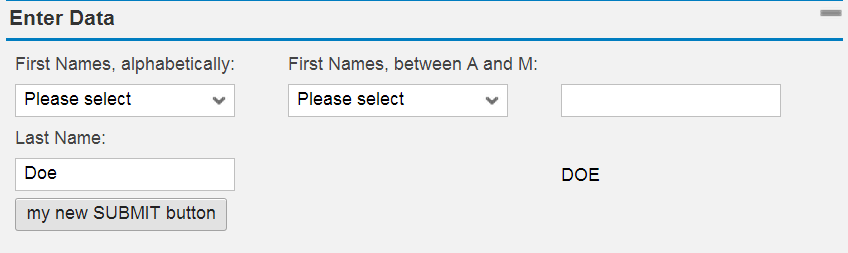 Enter Data
First Names, alphabetically: First Names, between A and M:
Please select Please select
Last Name:
Doe DOE
my new SUBMIT button